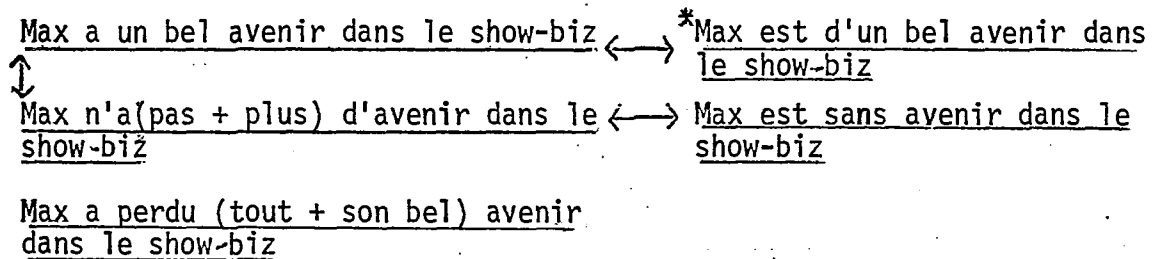 Max a un bel avenir dans le show-biz ↔ *Max est d'un bel avenir dans
le show-biz
↕
Max n'a(pas + plus) d'avenir dans le ↔ Max est sans avenir dans le
show-biz show-biz
Max a perdu (tout + son bel) avenir
dans le show-biz